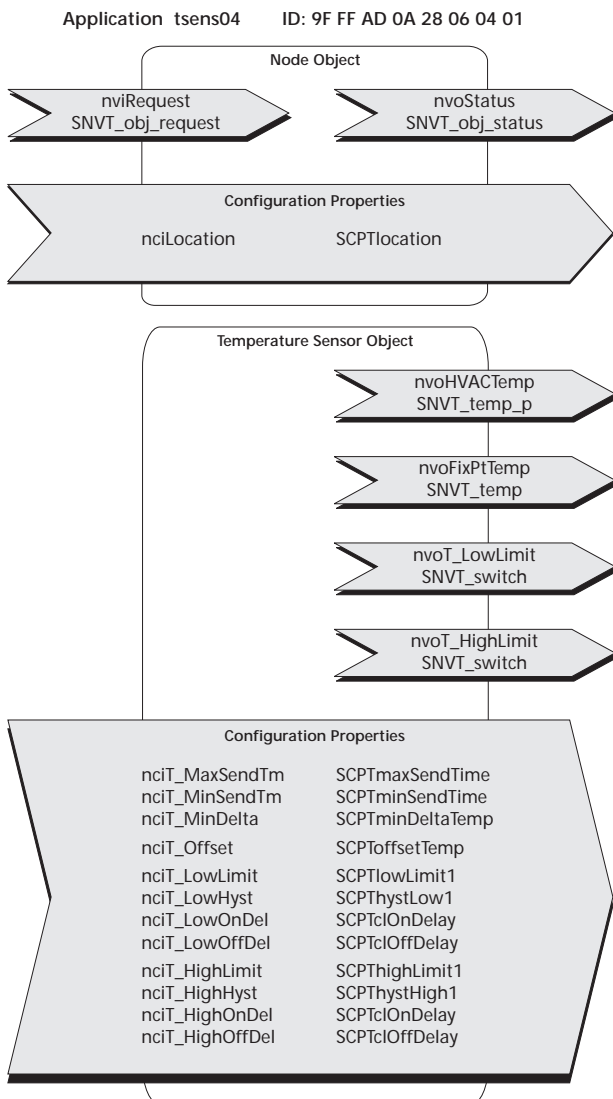 Application tsens04 ID: 9F FF AD 0A 28 06 04 01
Node Object
nviRequest
SNVT_obj_request
nvoStatus
SNVT_obj_status
Configuration Properties
nciLocation SCPTlocation
Temperature Sensor Object
nvoHVACTemp
SNVT_temp_p
nvoFixPtTemp
SNVT_temp
nvoT_LowLimit
SNVT_switch
nvoT_HighLimit
SNVT_switch
Configuration Properties
nciT_MaxSendTm SCPTmaxSendTime
nciT_MinSendTm SCPTminSendTime
nciT_MinDelta SCPTminDeltaTemp
nciT_Offset SCPToffsetTemp
nciT_LowLimit SCPTlowLimit1
nciT_LowHyst SCPThystLow1
nciT_LowOnDel SCPTclOnDelay
nciT_LowOffDel SCPTclOffDelay
nciT_HighLimit SCPThighLimit1
nciT_HighHyst SCPThystHigh1
nciT_HighOnDel SCPTclOnDelay
nciT_HighOffDel SCPTclOffDelay